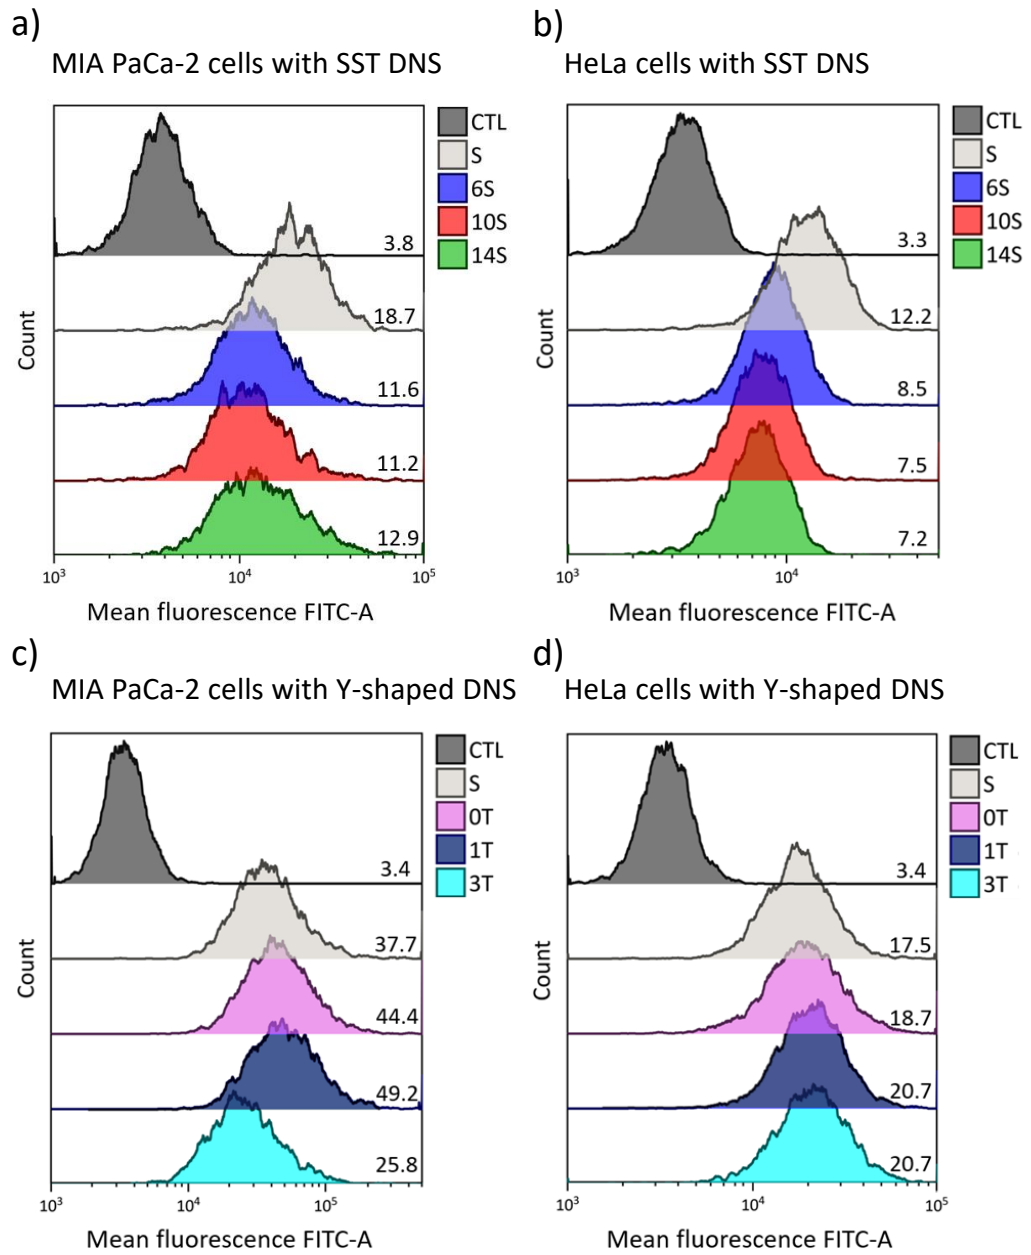 a)
MIA PaCa-2 cells with SST DNS
CTL
S
6S
10S
14S
3.8
18.7
11.6
11.2
12.9
Count
10³ 10⁴ 10⁵
Mean fluorescence FITC-A
b)
HeLa cells with SST DNS
CTL
S
6S
10S
14S
3.3
12.2
8.5
7.5
7.2
Count
10³ 10⁴
Mean fluorescence FITC-A
c)
MIA PaCa-2 cells with Y-shaped DNS
CTL
S
0T
1T
3T
3.4
37.7
44.4
49.2
25.8
Count
10³ 10⁴ 10⁵
Mean fluorescence FITC-A
d)
HeLa cells with Y-shaped DNS
CTL
S
0T
1T
3T
3.4
17.5
18.7
20.7
20.7
Count
10³ 10⁴ 10⁵
Mean fluorescence FITC-A